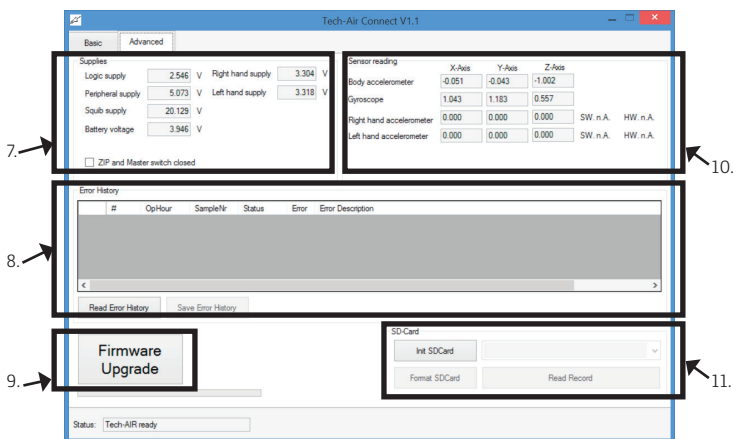 Tech-Air Connect V1.1
Basic Advanced
Supplies
Logic supply 2.546 V Right hand supply 3.304 V
Peripheral supply 5.073 V Left hand supply 3.318 V
Squib supply 20.129 V
Battery voltage 3.946 V
ZIP and Master switch closed
7.
Sensor reading
X-Axis Y-Axis Z-Axis
Body accelerometer -0.051 -0.043 -1.002
Gyroscope 1.043 1.183 0.557
Right hand accelerometer 0.000 0.000 0.000 SW. n.A. HW. n.A.
Left hand accelerometer 0.000 0.000 0.000 SW. n.A. HW. n.A.
10.
Error History
# OpHour SampleNr Status Error Error Description
8.
Read Error History Save Error History
Firmware
Upgrade
9.
SD-Card
Init SDCard
Format SDCard Read Record
11.
Status: Tech-AIR ready